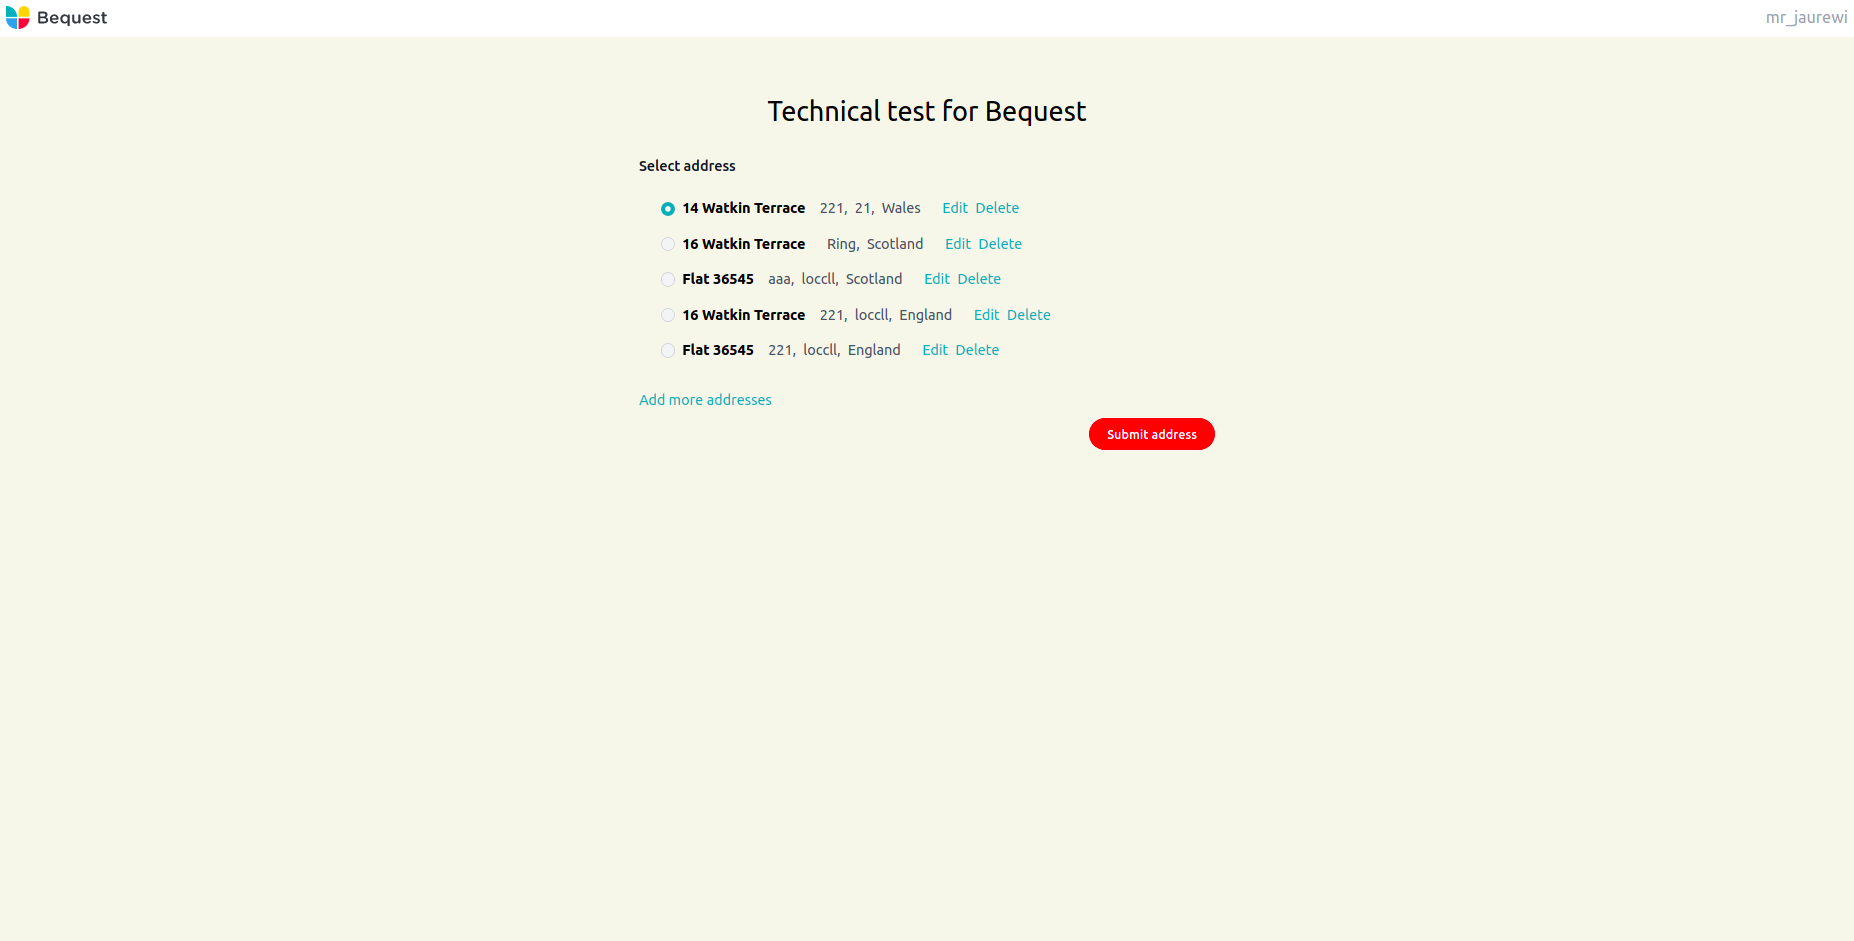 Bequest
mr_jaurewi
Technical test for Bequest
Select address
14 Watkin Terrace 221, 21, Wales Edit Delete
16 Watkin Terrace Ring, Scotland Edit Delete
Flat 36545 aaa, loccll, Scotland Edit Delete
16 Watkin Terrace 221, loccll, England Edit Delete
Flat 36545 221, loccll, England Edit Delete
Add more addresses
Submit address